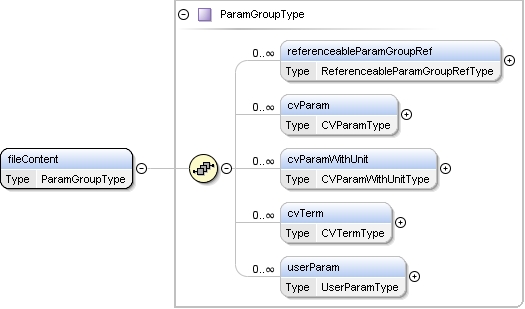 ParamGroupType
0..∞ referenceableParamGroupRef
Type ReferenceableParamGroupRefType
0..∞ cvParam
Type CVParamType
fileContent
Type ParamGroupType
0..∞ cvParamWithUnit
Type CVParamWithUnitType
0..∞ cvTerm
Type CVTermType
0..∞ userParam
Type UserParamType